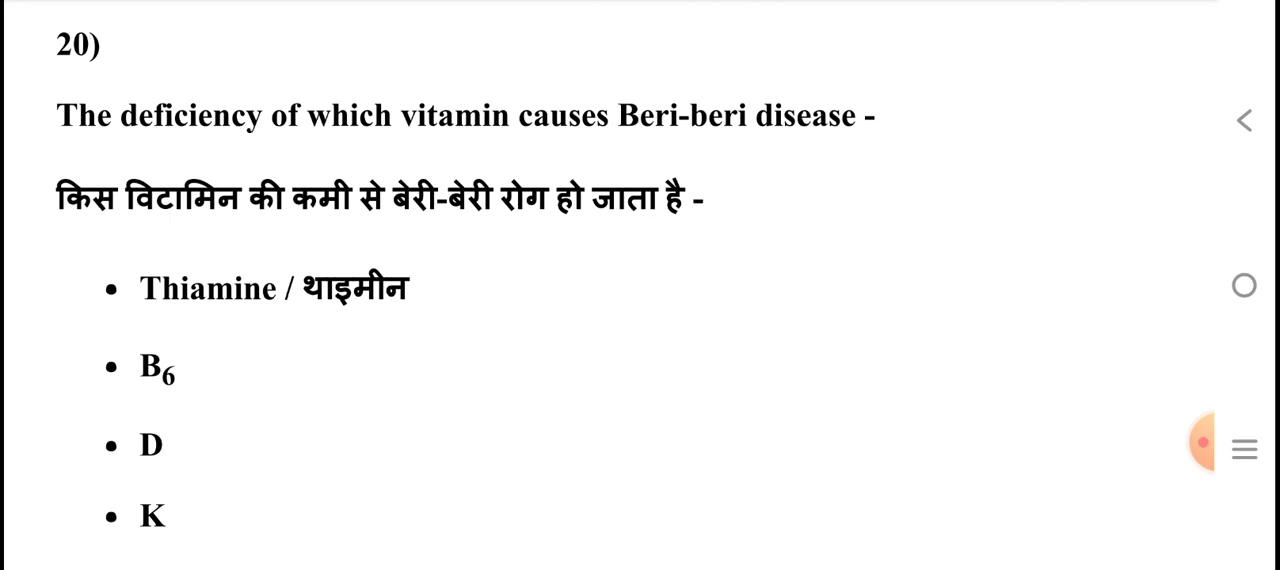 20)
The deficiency of which vitamin causes Beri-beri disease -
किस विटामिन की कमी से बेरी-बेरी रोग हो जाता है -
• Thiamine / थाइमीन
• B₆
• D
• K